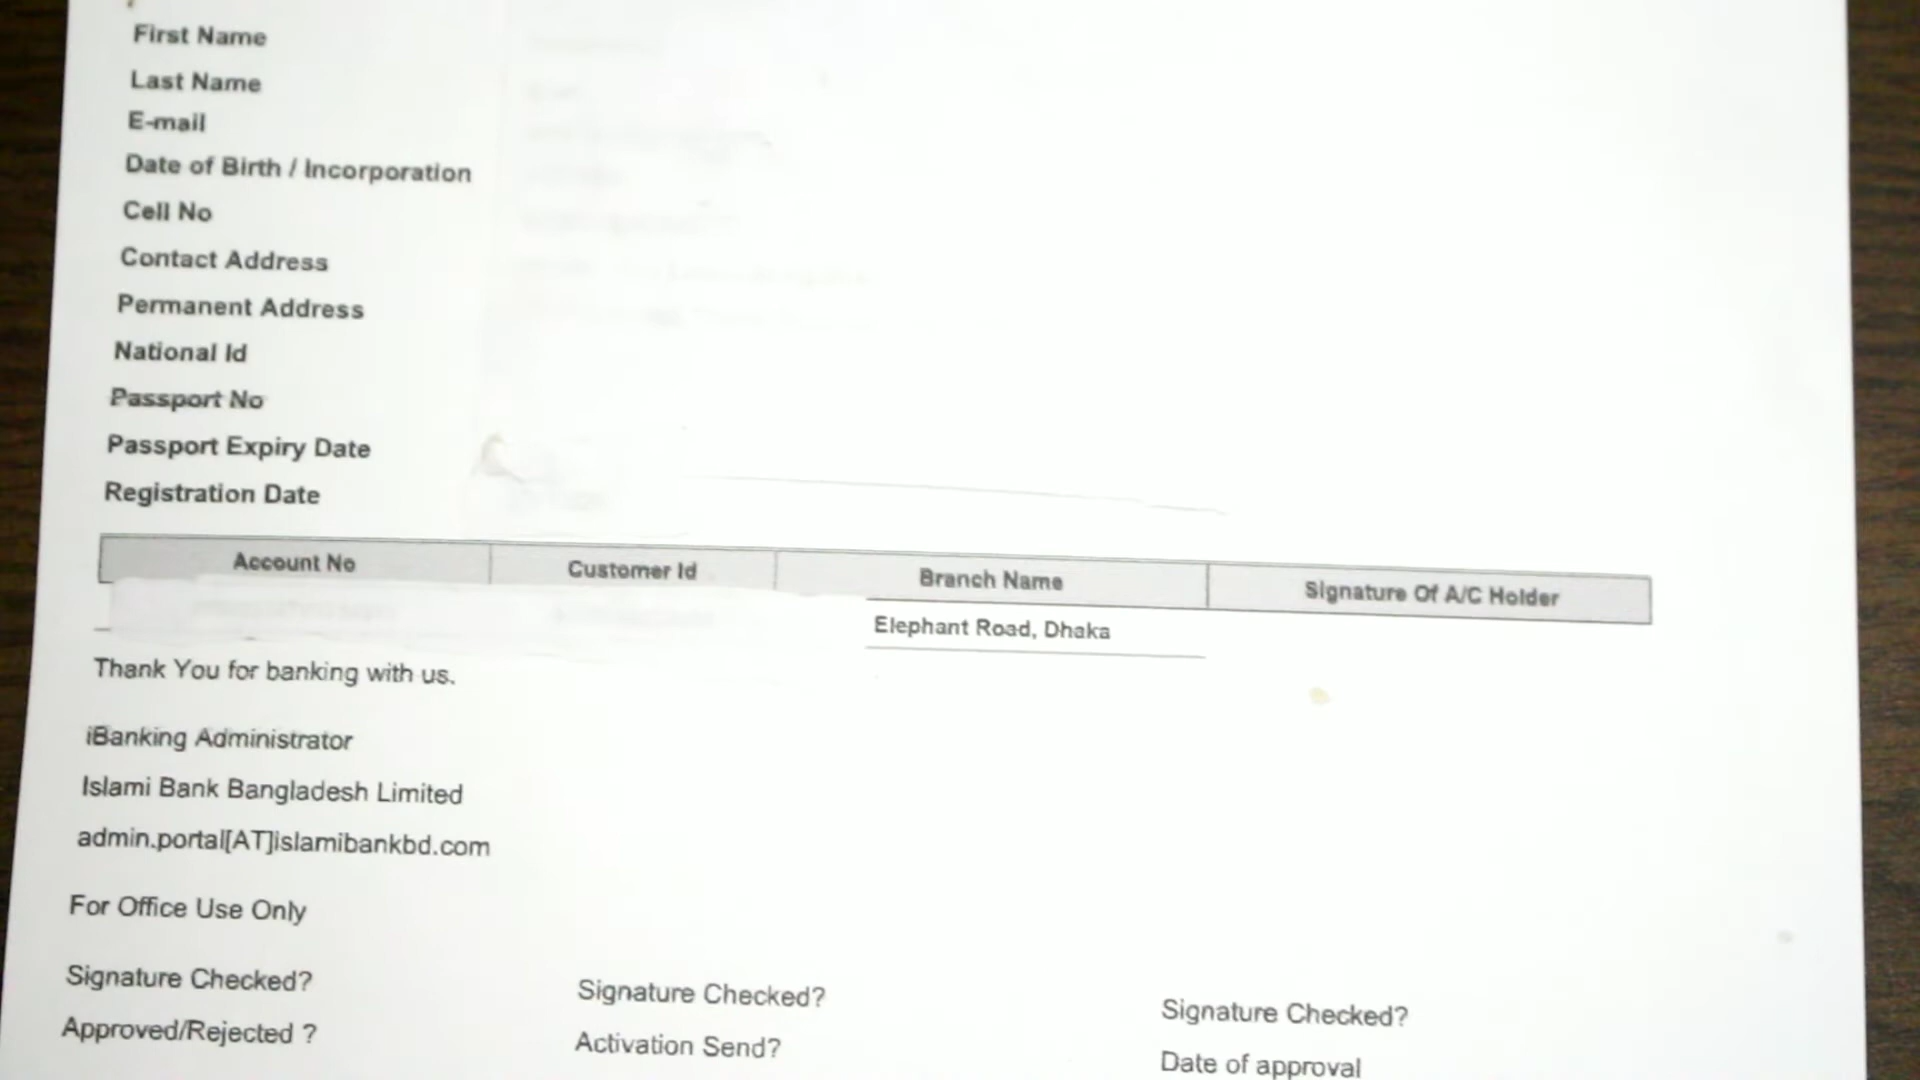 First Name
Last Name
E-mail
Date of Birth / Incorporation
Cell No
Contact Address
Permanent Address
National Id
Passport No
Passport Expiry Date
Registration Date
Account No Customer Id Branch Name Signature Of A/C Holder
Elephant Road, Dhaka
Thank You for banking with us.
iBanking Administrator
Islami Bank Bangladesh Limited
admin.portal[AT]islamibankbd.com
For Office Use Only
Signature Checked? Signature Checked? Signature Checked?
Approved/Rejected ? Activation Send? Date of approval